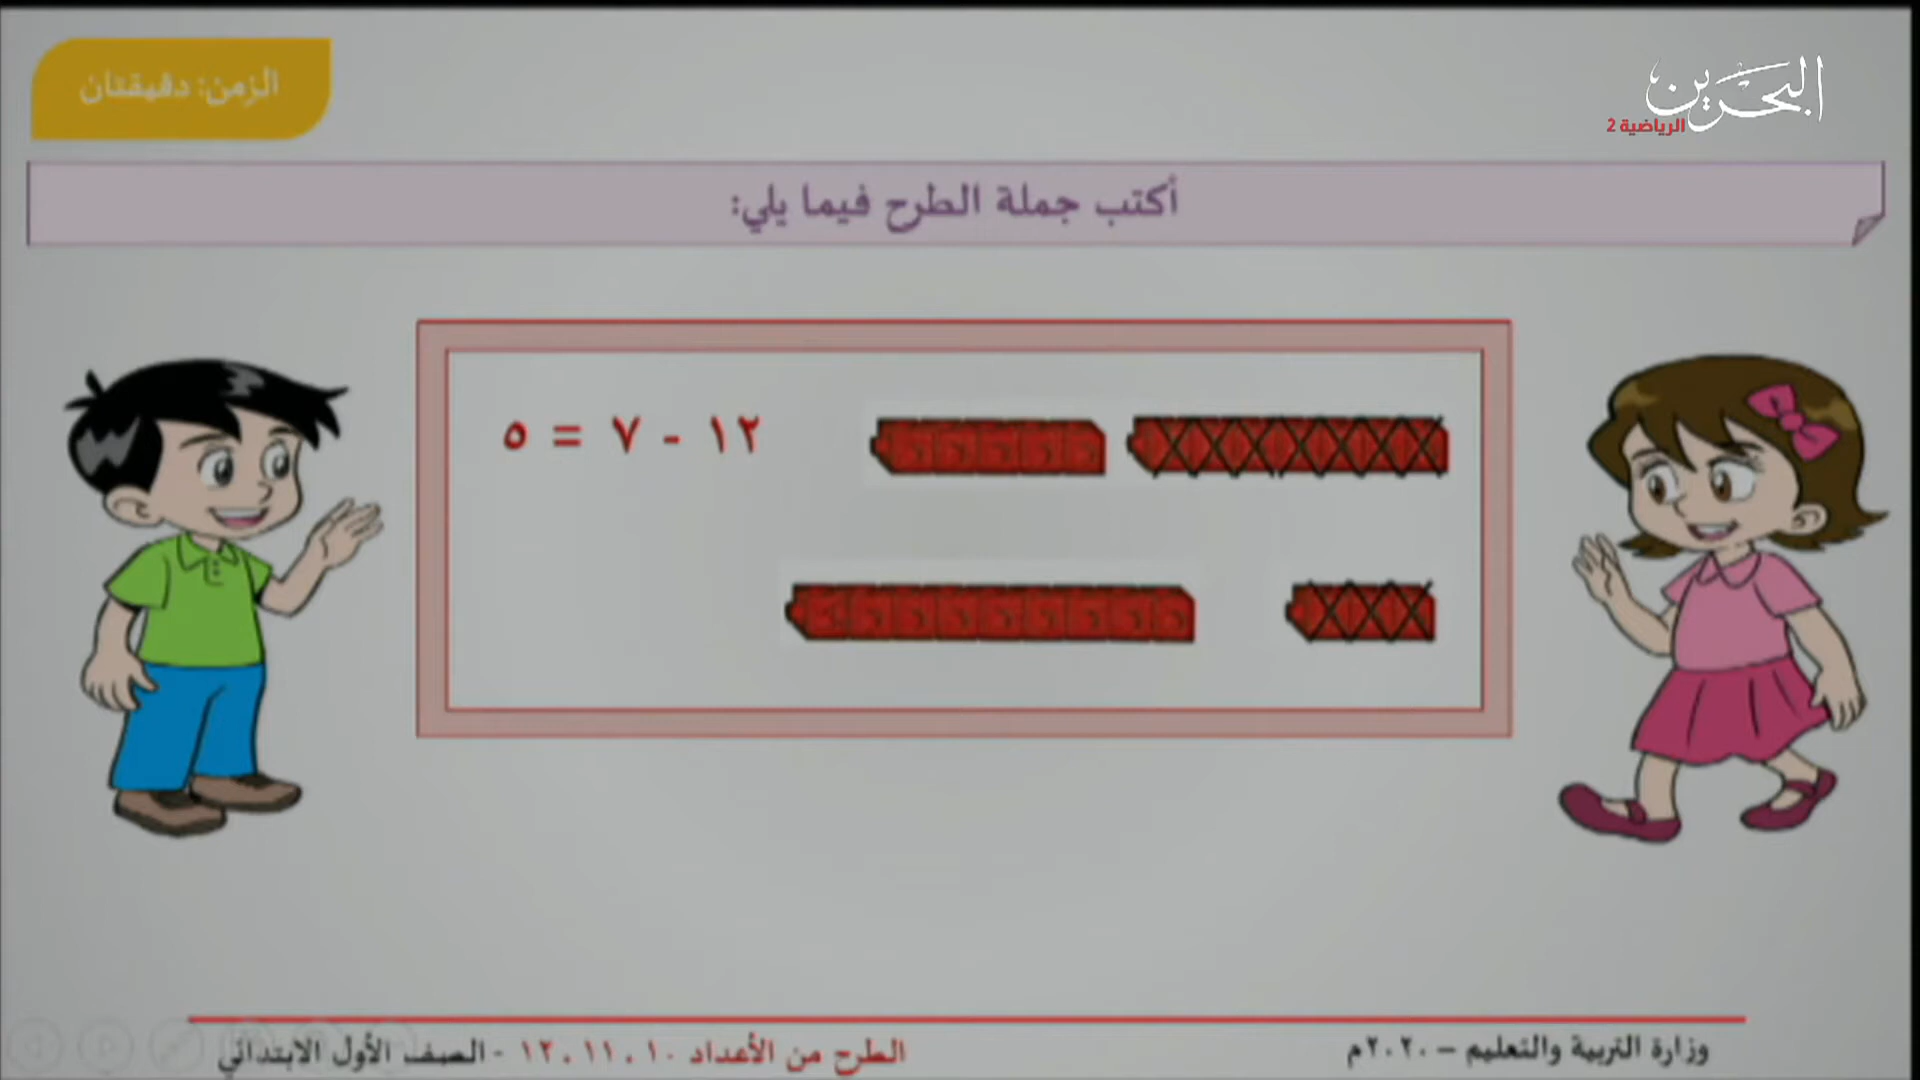 البحرين
الرياضية 2
الزمن: دقيقتان
أكتب جملة الطرح فيما يلي:
١٢ - ٧ = ٥
وزارة التربية والتعليم – ٢٠٢٠م
الطرح من الأعداد ١٠، ١١، ١٢ - الصف الأول الابتدائي